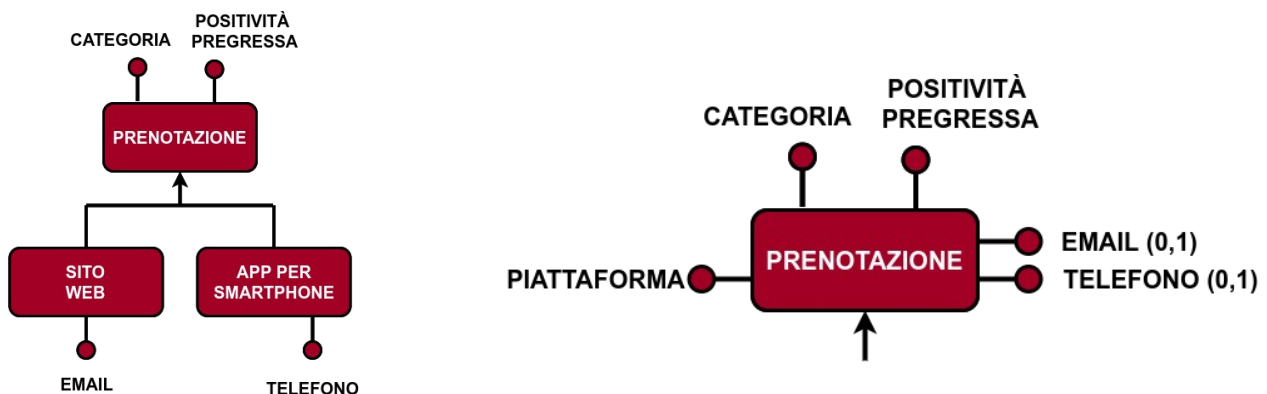 POSITIVITÀ
PREGRESSA
CATEGORIA
PRENOTAZIONE
SITO
WEB
APP PER
SMARTPHONE
EMAIL
TELEFONO
POSITIVITÀ
PREGRESSA
CATEGORIA
PRENOTAZIONE
EMAIL (0,1)
PIATTAFORMA
TELEFONO (0,1)